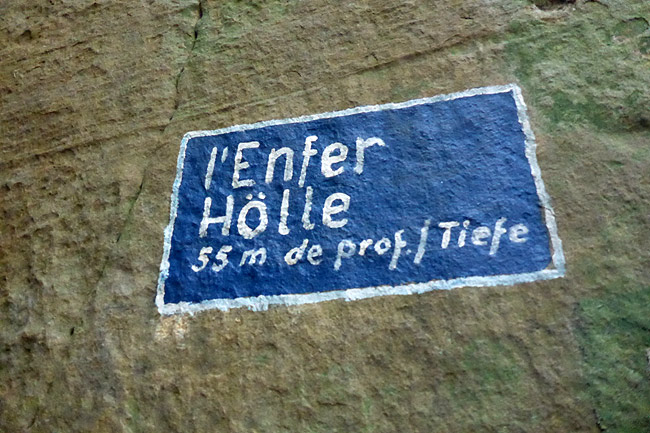 l'Enfer
Hölle
55 m de prof. / Tiefe